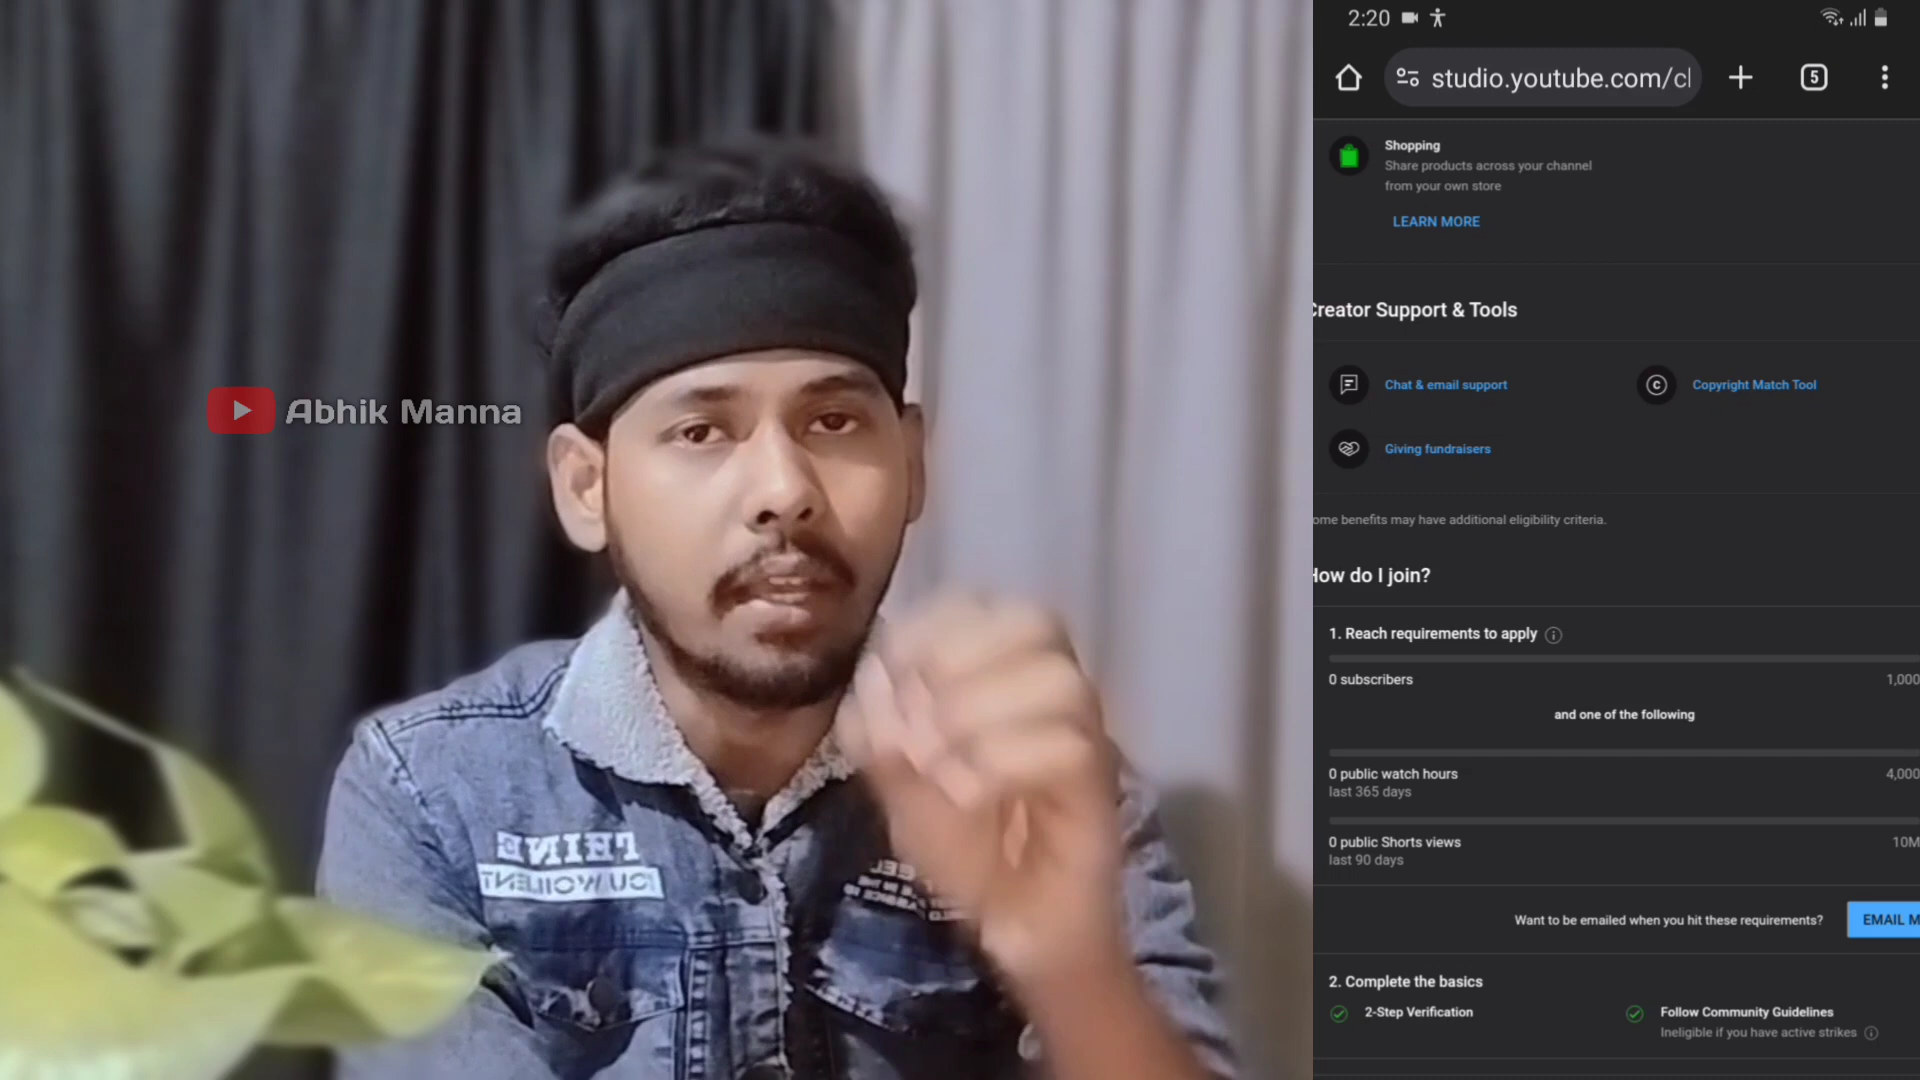 2:20
studio.youtube.com/cl
5
Shopping
Share products across your channel
from your own store
LEARN MORE
Creator Support & Tools
Chat & email support
Copyright Match Tool
Giving fundraisers
ome benefits may have additional eligibility criteria.
How do I join?
1. Reach requirements to apply
0 subscribers
1,000
and one of the following
0 public watch hours
4,000
last 365 days
0 public Shorts views
10M
last 90 days
Want to be emailed when you hit these requirements?
EMAIL M
2. Complete the basics
2-Step Verification
Follow Community Guidelines
Ineligible if you have active strikes
Abhik Manna